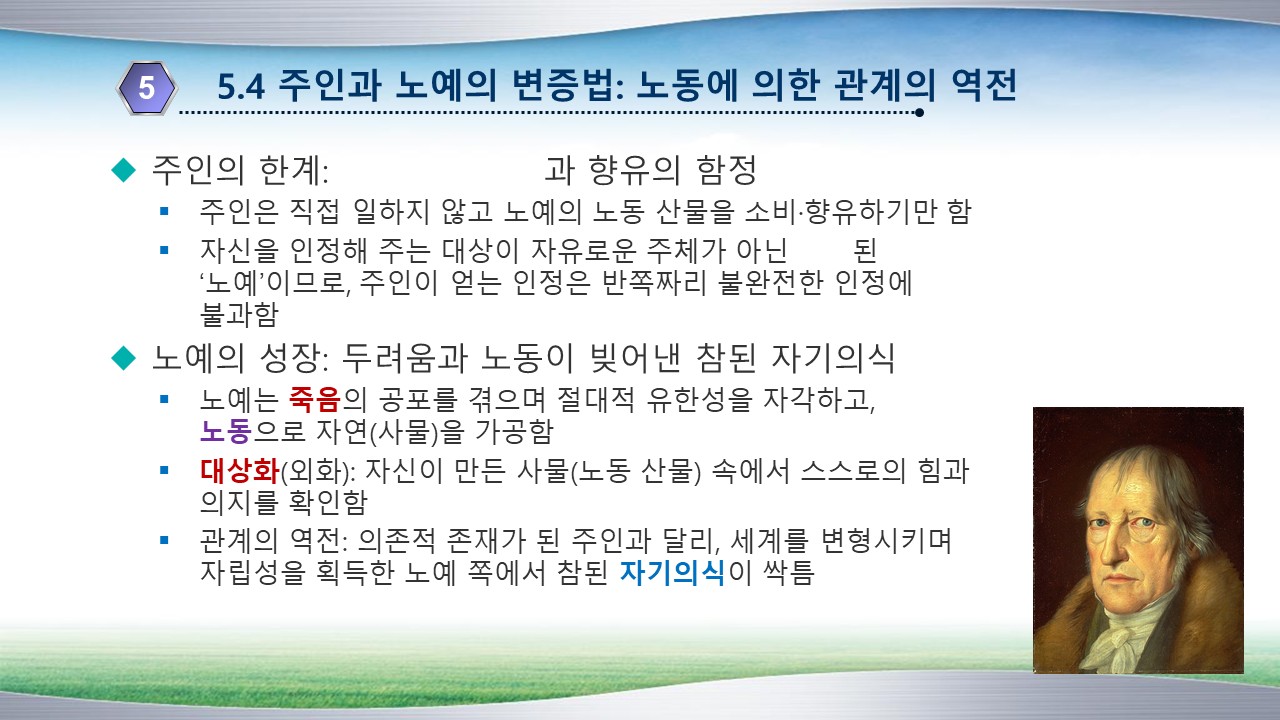 5
5.4 주인과 노예의 변증법: 노동에 의한 관계의 역전
주인의 한계: 과 향유의 함정
주인은 직접 일하지 않고 노예의 노동 산물을 소비·향유하기만 함
자신을 인정해 주는 대상이 자유로운 주체가 아닌 된
‘노예’이므로, 주인이 얻는 인정은 반쪽짜리 불완전한 인정에
불과함
노예의 성장: 두려움과 노동이 빚어낸 참된 자기의식
노예는 죽음의 공포를 겪으며 절대적 유한성을 자각하고,
노동으로 자연(사물)을 가공함
대상화(외화): 자신이 만든 사물(노동 산물) 속에서 스스로의 힘과
의지를 확인함
관계의 역전: 의존적 존재가 된 주인과 달리, 세계를 변형시키며
자립성을 획득한 노예 쪽에서 참된 자기의식이 싹틈